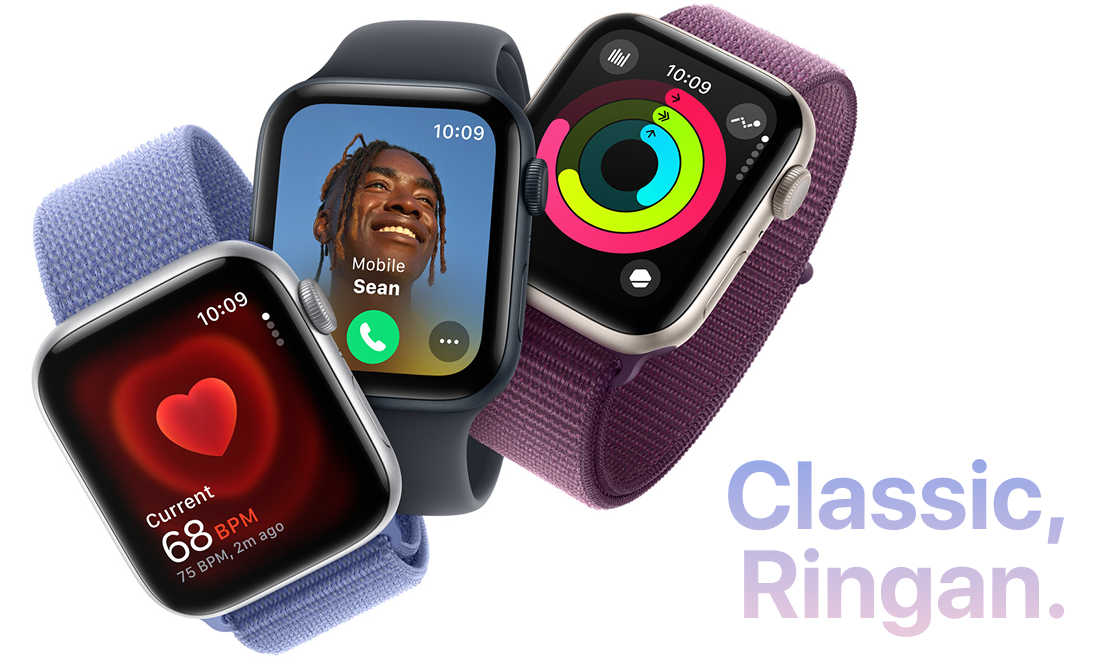 10:09
Current
68 BPM
75 BPM, 2m ago
10:09
Mobile
Sean
10:09
Classic,
Ringan.